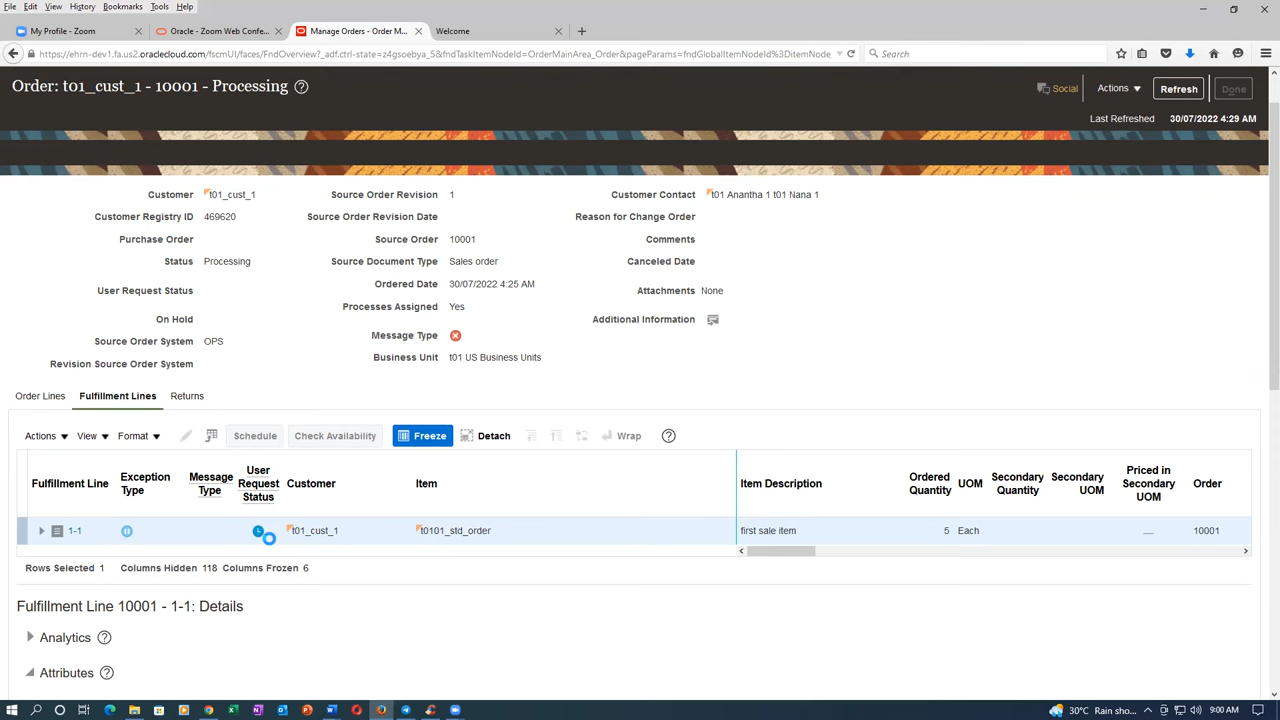 File Edit View History Bookmarks Tools Help
My Profile - Zoom
Oracle - Zoom Web Confe...
Manage Orders - Order M...
Welcome
https://ehrn-dev1.fa.us2.oraclecloud.com/fscmUI/faces/FndOverview?_adf.ctrl-state=z4gsoebya_5&fndTaskItemNodeId=OrderMainArea_Order&pageParams=fndGlobalItemNodeId%3DitemNode
Search
Order: t01_cust_1 - 10001 - Processing
Social
Actions
Refresh
Done
Last Refreshed 30/07/2022 4:29 AM
Customer t01_cust_1
Customer Registry ID 469620
Purchase Order
Status Processing
User Request Status
On Hold
Source Order System OPS
Revision Source Order System
Source Order Revision 1
Source Order Revision Date
Source Order 10001
Source Document Type Sales order
Ordered Date 30/07/2022 4:25 AM
Processes Assigned Yes
Message Type
Business Unit t01 US Business Units
Customer Contact t01 Anantha 1 t01 Nana 1
Reason for Change Order
Comments
Canceled Date
Attachments None
Additional Information
Order Lines Fulfillment Lines Returns
Actions View Format Schedule Check Availability Freeze Detach Wrap
Fulfillment Line Exception Type Message Type User Request Status Customer Item Item Description Ordered Quantity UOM Secondary Quantity Secondary UOM Priced in Secondary UOM Order
1-1 t01_cust_1 t0101_std_order first sale item 5 Each 10001
Rows Selected 1 Columns Hidden 118 Columns Frozen 6
Fulfillment Line 10001 - 1-1: Details
Analytics
Attributes
30°C Rain sho... 9:00 AM